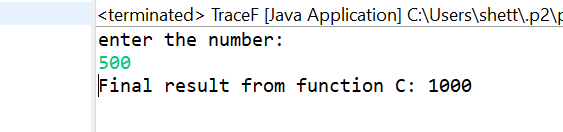 <terminated> TraceF [Java Application] C:\Users\shett\.p2\p
enter the number:
500
Final result from function C: 1000